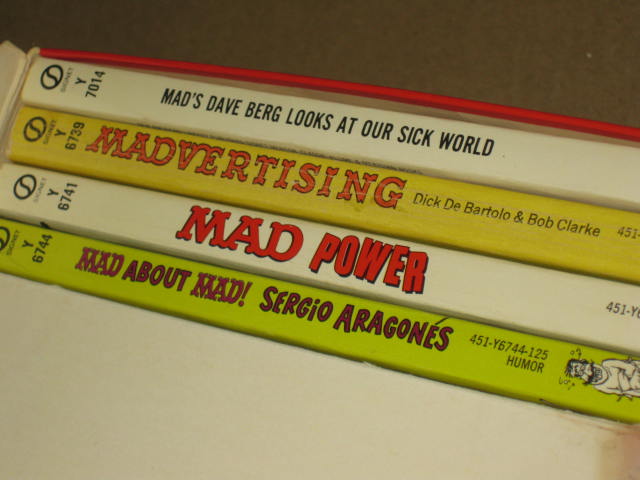 SIGNET Y 7014 MAD'S DAVE BERG LOOKS AT OUR SICK WORLD
SIGNET Y 6739 MADVERTISING Dick De Bartolo & Bob Clarke 451-
SIGNET Y 6741 MAD POWER 451-Y6
SIGNET Y 6744 MAD ABOUT MAD! SERGIO ARAGONÉS 451-Y6744-125
HUMOR